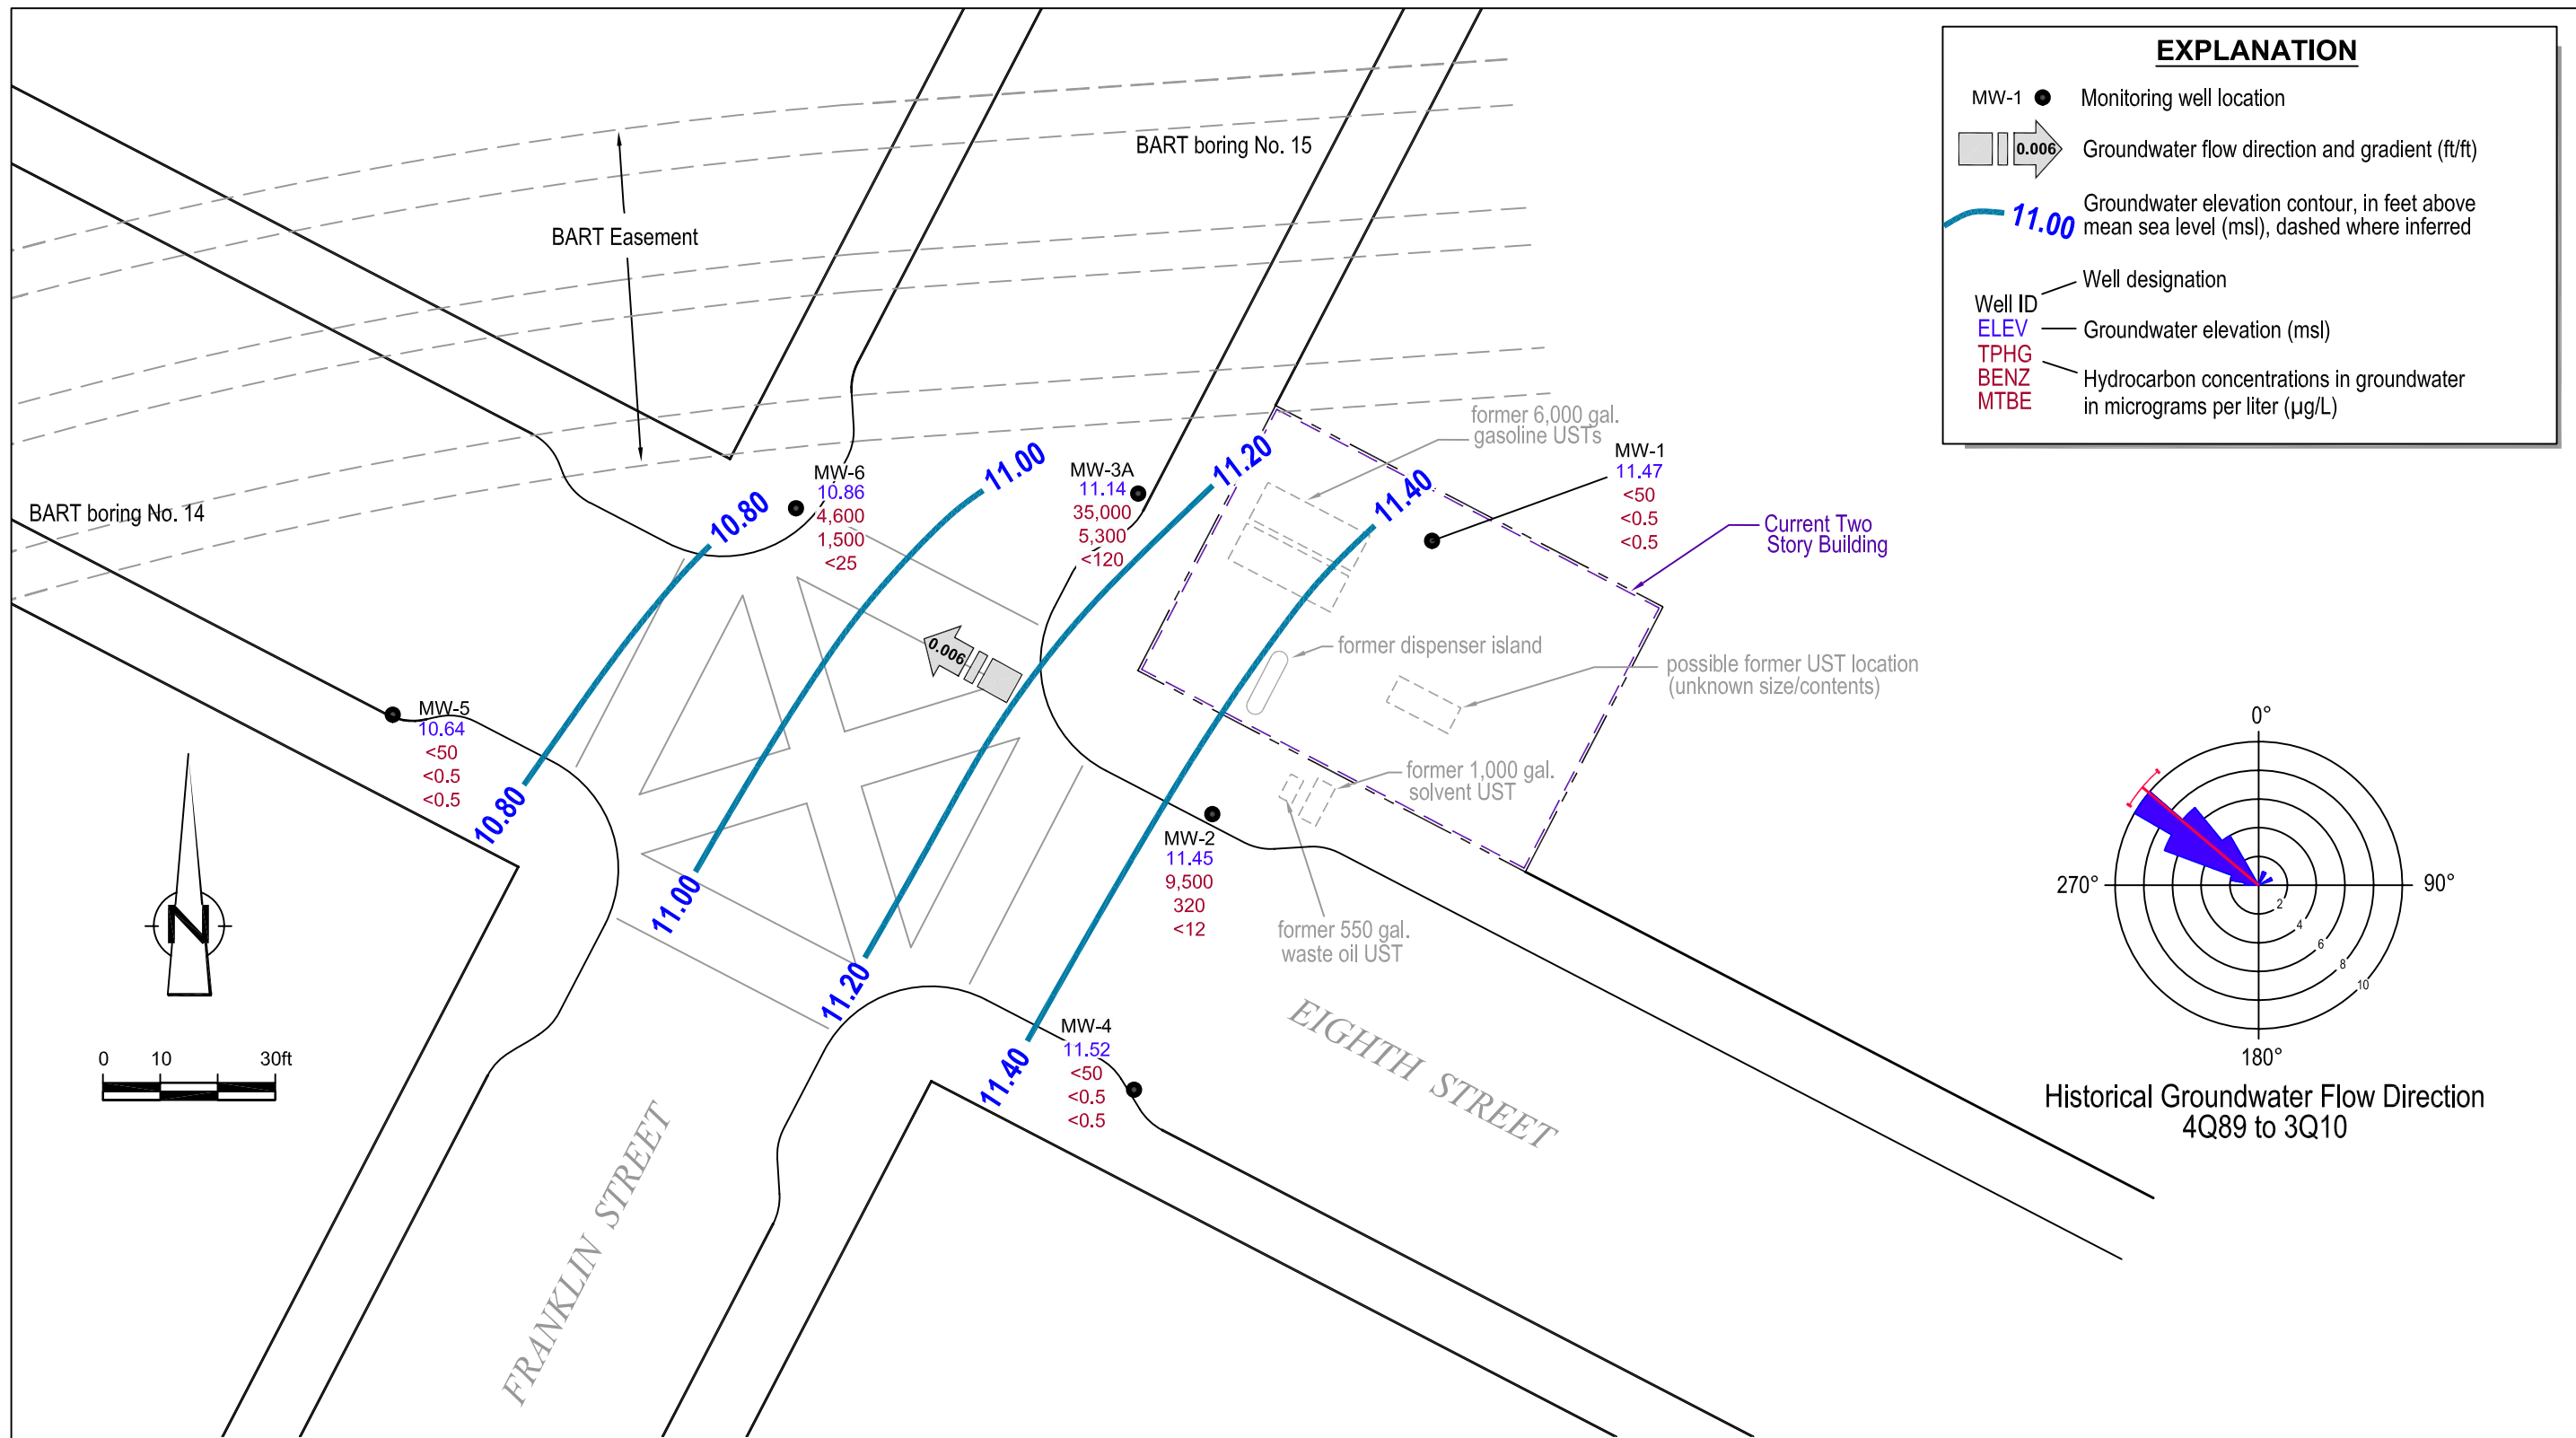 EXPLANATION
MW-1
Monitoring well location
0.006
Groundwater flow direction and gradient (ft/ft)
11.00
Groundwater elevation contour, in feet above
mean sea level (msl), dashed where inferred
Well designation
Well ID
ELEV
Groundwater elevation (msl)
TPHG
BENZ
MTBE
Hydrocarbon concentrations in groundwater
in micrograms per liter (µg/L)
BART boring No. 15
BART Easement
BART boring No. 14
former 6,000 gal.
gasoline USTs
MW-1
11.47
<50
<0.5
<0.5
Current Two
Story Building
MW-6
10.86
4,600
1,500
<25
MW-3A
11.14
35,000
5,300
<120
10.80
11.00
11.20
11.40
0.006
former dispenser island
possible former UST location
(unknown size/contents)
MW-5
10.64
<50
<0.5
<0.5
former 1,000 gal.
solvent UST
MW-2
11.45
9,500
320
<12
former 550 gal.
waste oil UST
10.80
11.00
11.20
11.40
MW-4
11.52
<50
<0.5
<0.5
EIGHTH STREET
FRANKLIN STREET
N
0 10 30ft
0°
90°
180°
270°
2
4
6
8
10
Historical Groundwater Flow Direction
4Q89 to 3Q10